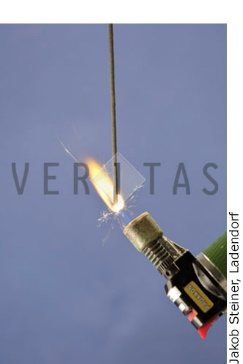 VERITAS
Jakob Steiner, Ladendorf